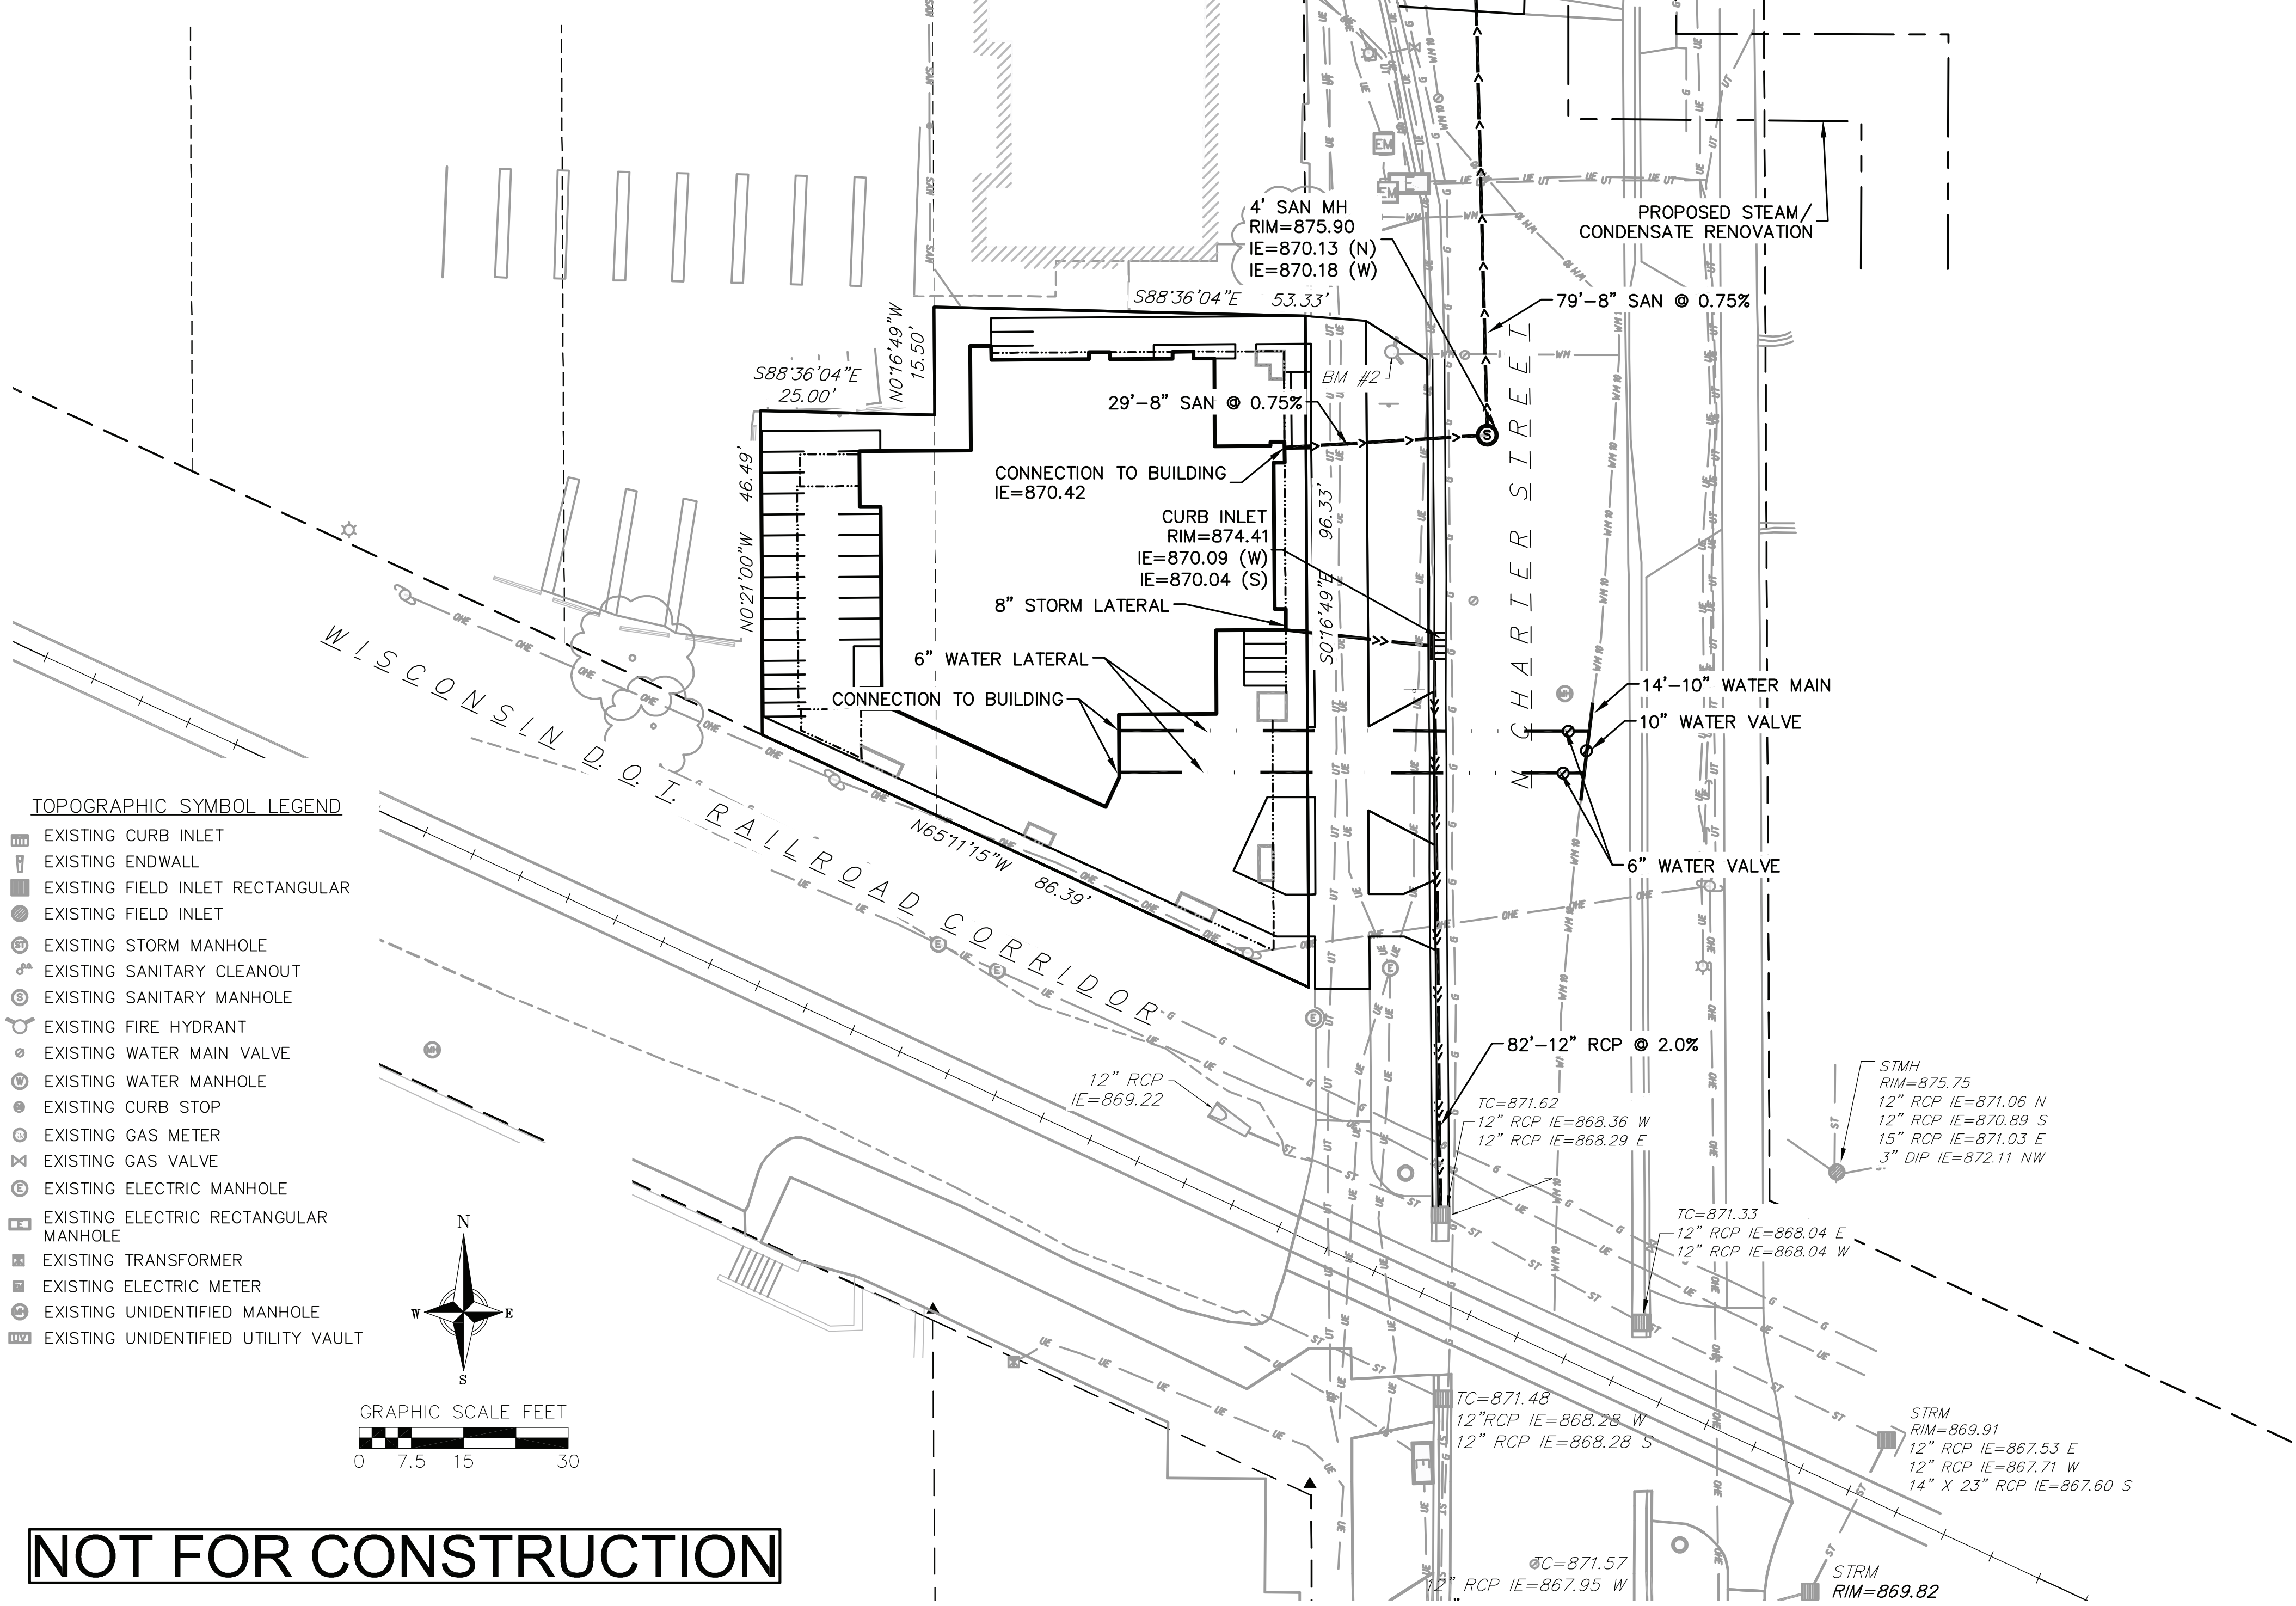 4' SAN MH
RIM=875.90
IE=870.13 (N)
IE=870.18 (W)
PROPOSED STEAM/
CONDENSATE RENOVATION
79'-8" SAN @ 0.75%
S88°36'04"E 53.33'
N0°16'49"W
15.50'
S88°36'04"E
25.00'
BM #2
29'-8" SAN @ 0.75%
CONNECTION TO BUILDING
IE=870.42
CURB INLET
RIM=874.41
IE=870.09 (W)
IE=870.04 (S)
8" STORM LATERAL
N0°21'00"W 46.49'
S0°16'49"E 96.33'
N CHARTER STREET
6" WATER LATERAL
CONNECTION TO BUILDING
14'-10" WATER MAIN
10" WATER VALVE
6" WATER VALVE
WISCONSIN D.O.T. RAILROAD CORRIDOR
N65°11'15"W 86.39'
TOPOGRAPHIC SYMBOL LEGEND
EXISTING CURB INLET
EXISTING ENDWALL
EXISTING FIELD INLET RECTANGULAR
EXISTING FIELD INLET
ST EXISTING STORM MANHOLE
EXISTING SANITARY CLEANOUT
S EXISTING SANITARY MANHOLE
EXISTING FIRE HYDRANT
EXISTING WATER MAIN VALVE
W EXISTING WATER MANHOLE
EXISTING CURB STOP
EXISTING GAS METER
EXISTING GAS VALVE
E EXISTING ELECTRIC MANHOLE
E EXISTING ELECTRIC RECTANGULAR
MANHOLE
EXISTING TRANSFORMER
EXISTING ELECTRIC METER
MH EXISTING UNIDENTIFIED MANHOLE
UV EXISTING UNIDENTIFIED UTILITY VAULT
82'-12" RCP @ 2.0%
12" RCP
IE=869.22
TC=871.62
12" RCP IE=868.36 W
12" RCP IE=868.29 E
STMH
RIM=875.75
12" RCP IE=871.06 N
12" RCP IE=870.89 S
15" RCP IE=871.03 E
3" DIP IE=872.11 NW
TC=871.33
12" RCP IE=868.04 E
12" RCP IE=868.04 W
TC=871.48
12"RCP IE=868.28 W
12" RCP IE=868.28 S
STRM
RIM=869.91
12" RCP IE=867.53 E
12" RCP IE=867.71 W
14" X 23" RCP IE=867.60 S
TC=871.57
12" RCP IE=867.95 W
STRM
RIM=869.82
N
W E
S
GRAPHIC SCALE FEET
0 7.5 15 30
NOT FOR CONSTRUCTION